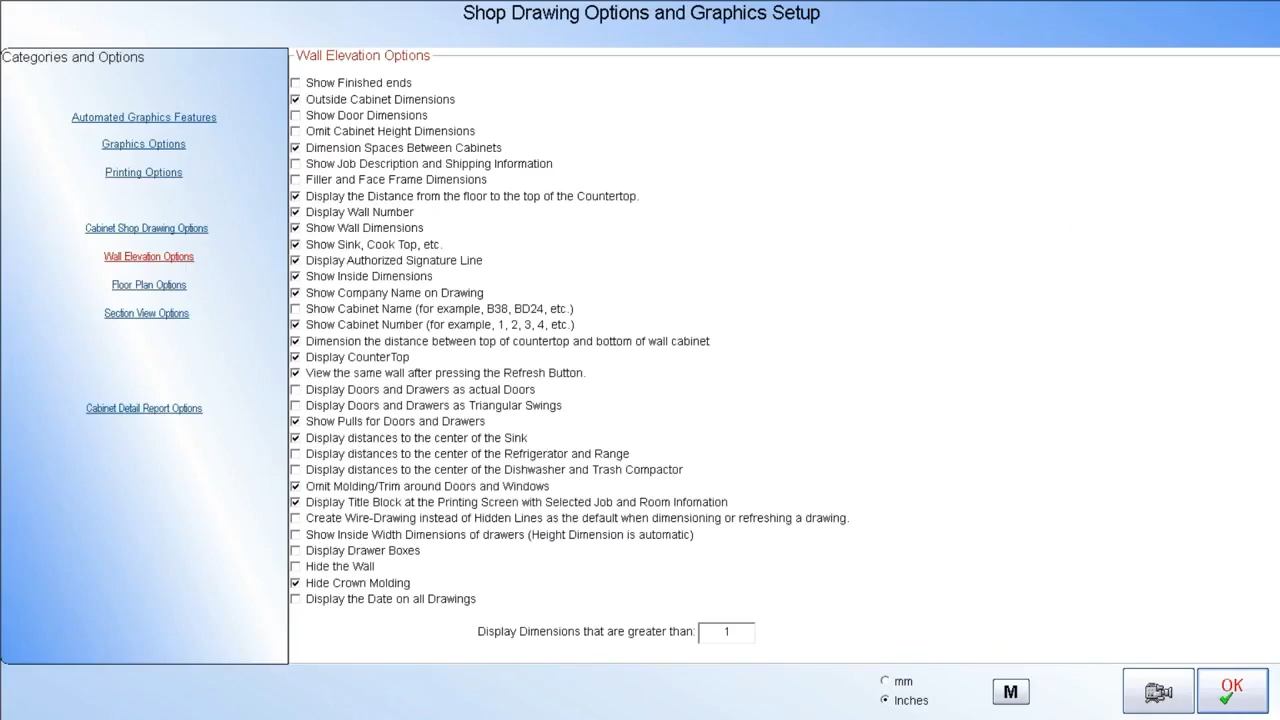 Shop Drawing Options and Graphics Setup
Categories and Options
Automated Graphics Features
Graphics Options
Printing Options
Cabinet Shop Drawing Options
Wall Elevation Options
Floor Plan Options
Section View Options
Cabinet Detail Report Options
Wall Elevation Options
Show Finished ends
Outside Cabinet Dimensions
Show Door Dimensions
Omit Cabinet Height Dimensions
Dimension Spaces Between Cabinets
Show Job Description and Shipping Information
Filler and Face Frame Dimensions
Display the Distance from the floor to the top of the Countertop.
Display Wall Number
Show Wall Dimensions
Show Sink, Cook Top, etc.
Display Authorized Signature Line
Show Inside Dimensions
Show Company Name on Drawing
Show Cabinet Name (for example, B38, BD24, etc.)
Show Cabinet Number (for example, 1, 2, 3, 4, etc.)
Dimension the distance between top of countertop and bottom of wall cabinet
Display CounterTop
View the same wall after pressing the Refresh Button.
Display Doors and Drawers as actual Doors
Display Doors and Drawers as Triangular Swings
Show Pulls for Doors and Drawers
Display distances to the center of the Sink
Display distances to the center of the Refrigerator and Range
Display distances to the center of the Dishwasher and Trash Compactor
Omit Molding/Trim around Doors and Windows
Display Title Block at the Printing Screen with Selected Job and Room Infomation
Create Wire-Drawing instead of Hidden Lines as the default when dimensioning or refreshing a drawing.
Show Inside Width Dimensions of drawers (Height Dimension is automatic)
Display Drawer Boxes
Hide the Wall
Hide Crown Molding
Display the Date on all Drawings
Display Dimensions that are greater than: 1
mm
Inches
M
OK